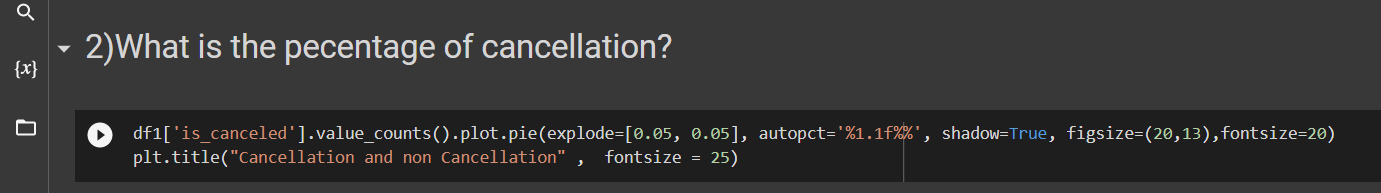 2)What is the pecentage of cancellation?
{x}
df1['is_canceled'].value_counts().plot.pie(explode=[0.05, 0.05], autopct='%1.1f%%', shadow=True, figsize=(20,13),fontsize=20)
plt.title("Cancellation and non Cancellation" ,  fontsize = 25)